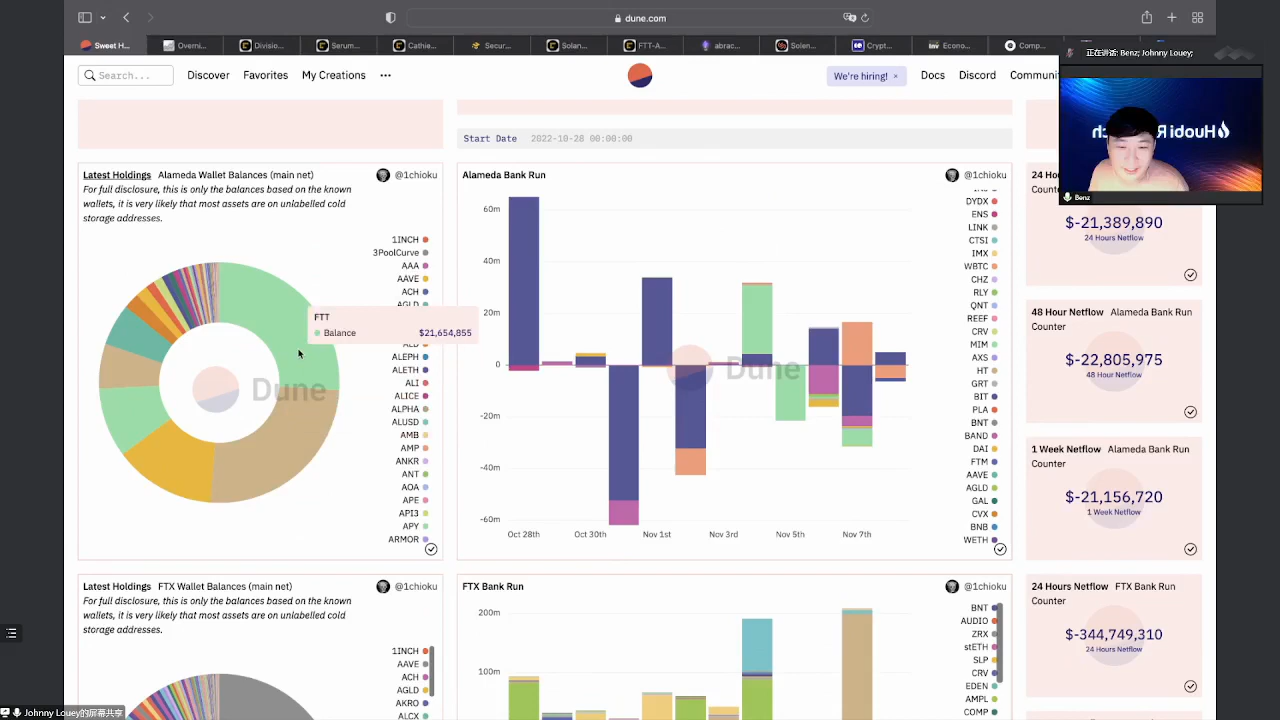 dune.com
Sweet H...
Overvi...
Divisio...
Serum...
Cathie...
Secur...
Solan...
FTT-A...
abrac...
Solen...
Crypt...
Econo...
Comp...
正在讲话: Benz; Johnny Louey;
Search...
Discover
Favorites
My Creations
We're hiring! ×
Docs
Discord
Communi
Huobi R
Benz
Start Date 2022-10-28 00:00:00
Latest Holdings Alameda Wallet Balances (main net)
@1chioku
For full disclosure, this is only the balances based on the known
wallets, it is very likely that most assets are on unlabelled cold
storage addresses.
1INCH
3PoolCurve
AAA
AAVE
ACH
AGLD
FTT
Balance $21,654,855
ALEPH
ALETH
ALI
ALICE
ALPHA
ALUSD
AMB
AMP
ANKR
ANT
AOA
APE
API3
APY
ARMOR
Dune
Alameda Bank Run
@1chioku
60m
40m
20m
0
-20m
-40m
-60m
Oct 28th
Oct 30th
Nov 1st
Nov 3rd
Nov 5th
Nov 7th
Dune
DYDX
ENS
LINK
CTSI
IMX
WBTC
CHZ
RLY
QNT
REEF
CRV
MIM
AXS
HT
GRT
BIT
PLA
BNT
BAND
DAI
FTM
AAVE
AGLD
GAL
CVX
BNB
WETH
24 H
Counter
$-21,389,890
24 Hours Netflow
48 Hour Netflow Alameda Bank Run
Counter
$-22,805,975
48 Hour Netflow
1 Week Netflow Alameda Bank Run
Counter
$-21,156,720
1 Week Netflow
Latest Holdings FTX Wallet Balances (main net)
@1chioku
For full disclosure, this is only the balances based on the known
wallets, it is very likely that most assets are on unlabelled cold
storage addresses.
1INCH
AAVE
ACH
AGLD
AKRO
ALCX
FTX Bank Run
@1chioku
200m
100m
BNT
AUDIO
ZRX
stETH
SLP
CRV
EDEN
AMPL
COMP
24 Hours Netflow FTX Bank Run
Counter
$-344,749,310
24 Hours Netflow
Johnny Louey的屏幕共享